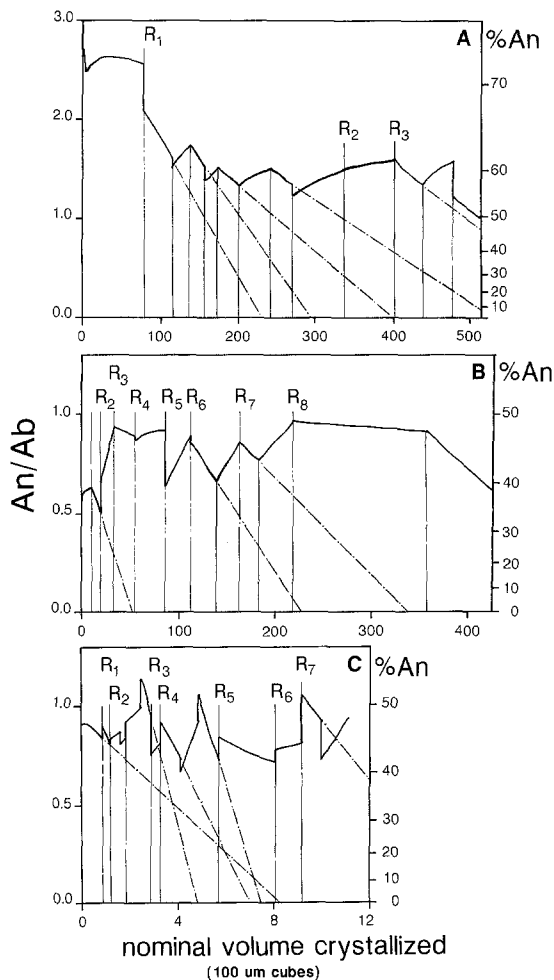 3.0 A %An
R1
70
2.0
R2 R3
60
1.0 50
40
30
20
0.0 10
0 100 200 300 400 500
B %An
R3
R2 R4 R5 R6 R7 R8
1.0 50
An/Ab
40
0.5
30
20
10
0.0 0
0 100 200 300 400
C %An
R1 R3 R7
R2 R4 R5 R6
1.0 50
40
0.5
30
20
10
0.0 0
0 4 8 12
nominal volume crystallized
(100 um cubes)